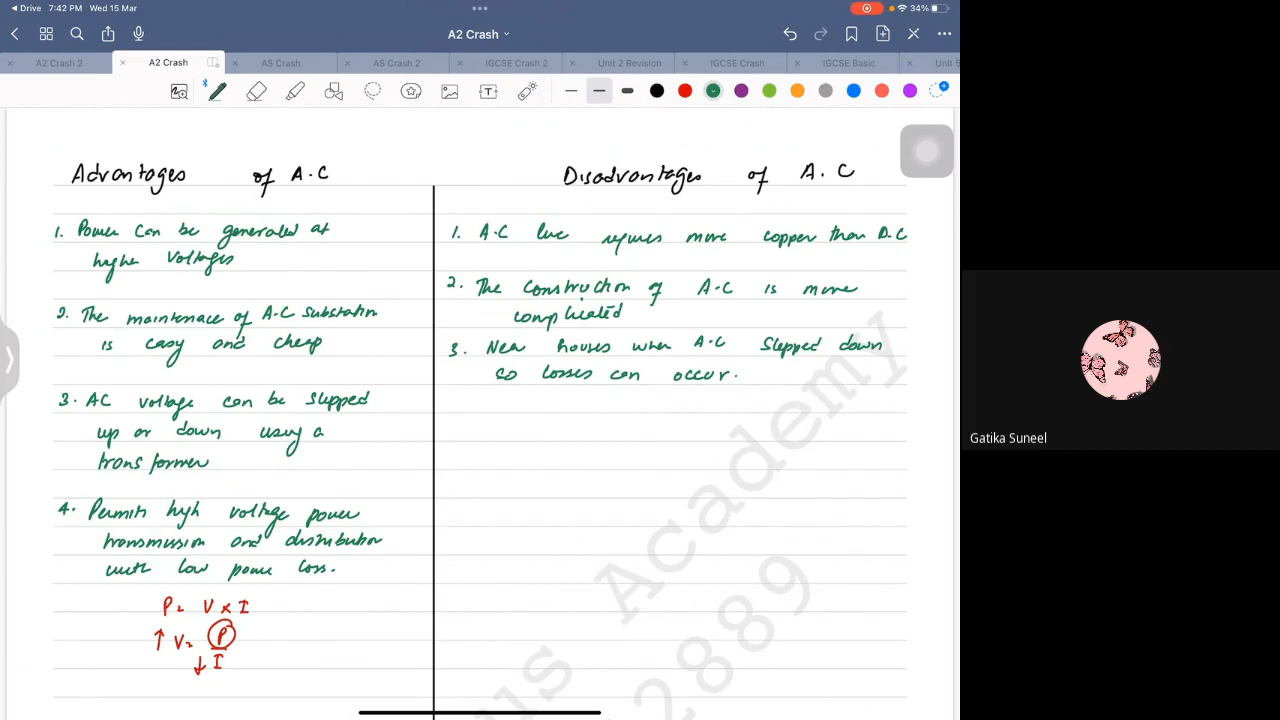 Drive 7:42 PM Wed 15 Mar
34%
A2 Crash
A2 Crash 2
A2 Crash
AS Crash
AS Crash 2
IGCSE Crash 2
Unit 2 Revision
IGCSE Crash
IGCSE Basic
Unit 5
Advantages of A.C
1. Power can be generated at
higher voltages
2. The maintenace of A.C substation
is easy and cheap
3. AC voltage can be stepped
up or down using a
transformer
4. Permits high voltage power
transmission and distribution
with low power loss.
P = V x I
↑ V = P
↓ I
Disadvantages of A.C
1. A.C line requires more copper than D.C
2. The construction of A.C is more
complicated
3. Near houses when A.C stepped down
so losses can occur.
Academy
2889
Gatika Suneel